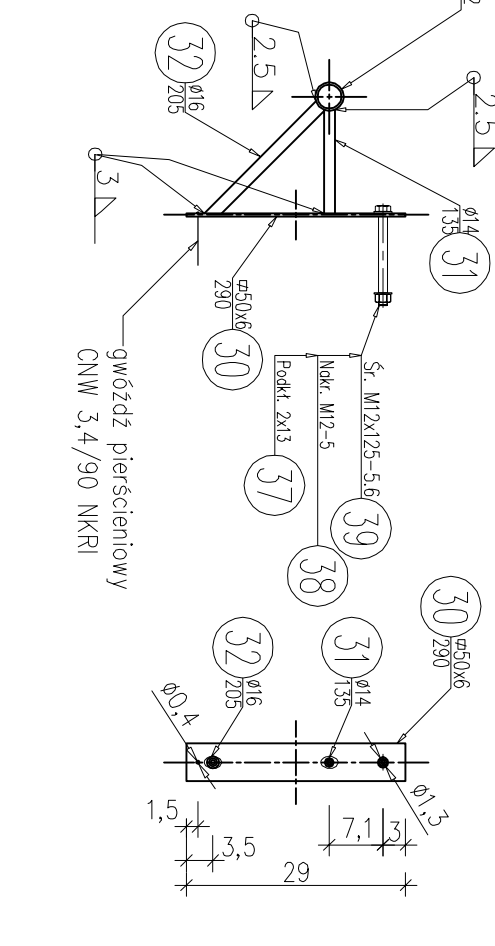 2.5
2.5
32
ø16
205
3
ø14
135
31
50x6
290
30
Śr. M12x125-5.6
39
Nakr. M12-5
38
Podkł. 2x13
37
gwóźdź pierścieniowy
CNW 3,4/90 NKRI
30
50x6
290
31
ø14
135
32
ø16
205
ø0,4
ø1,3
1,5
3,5
7,1
3
29